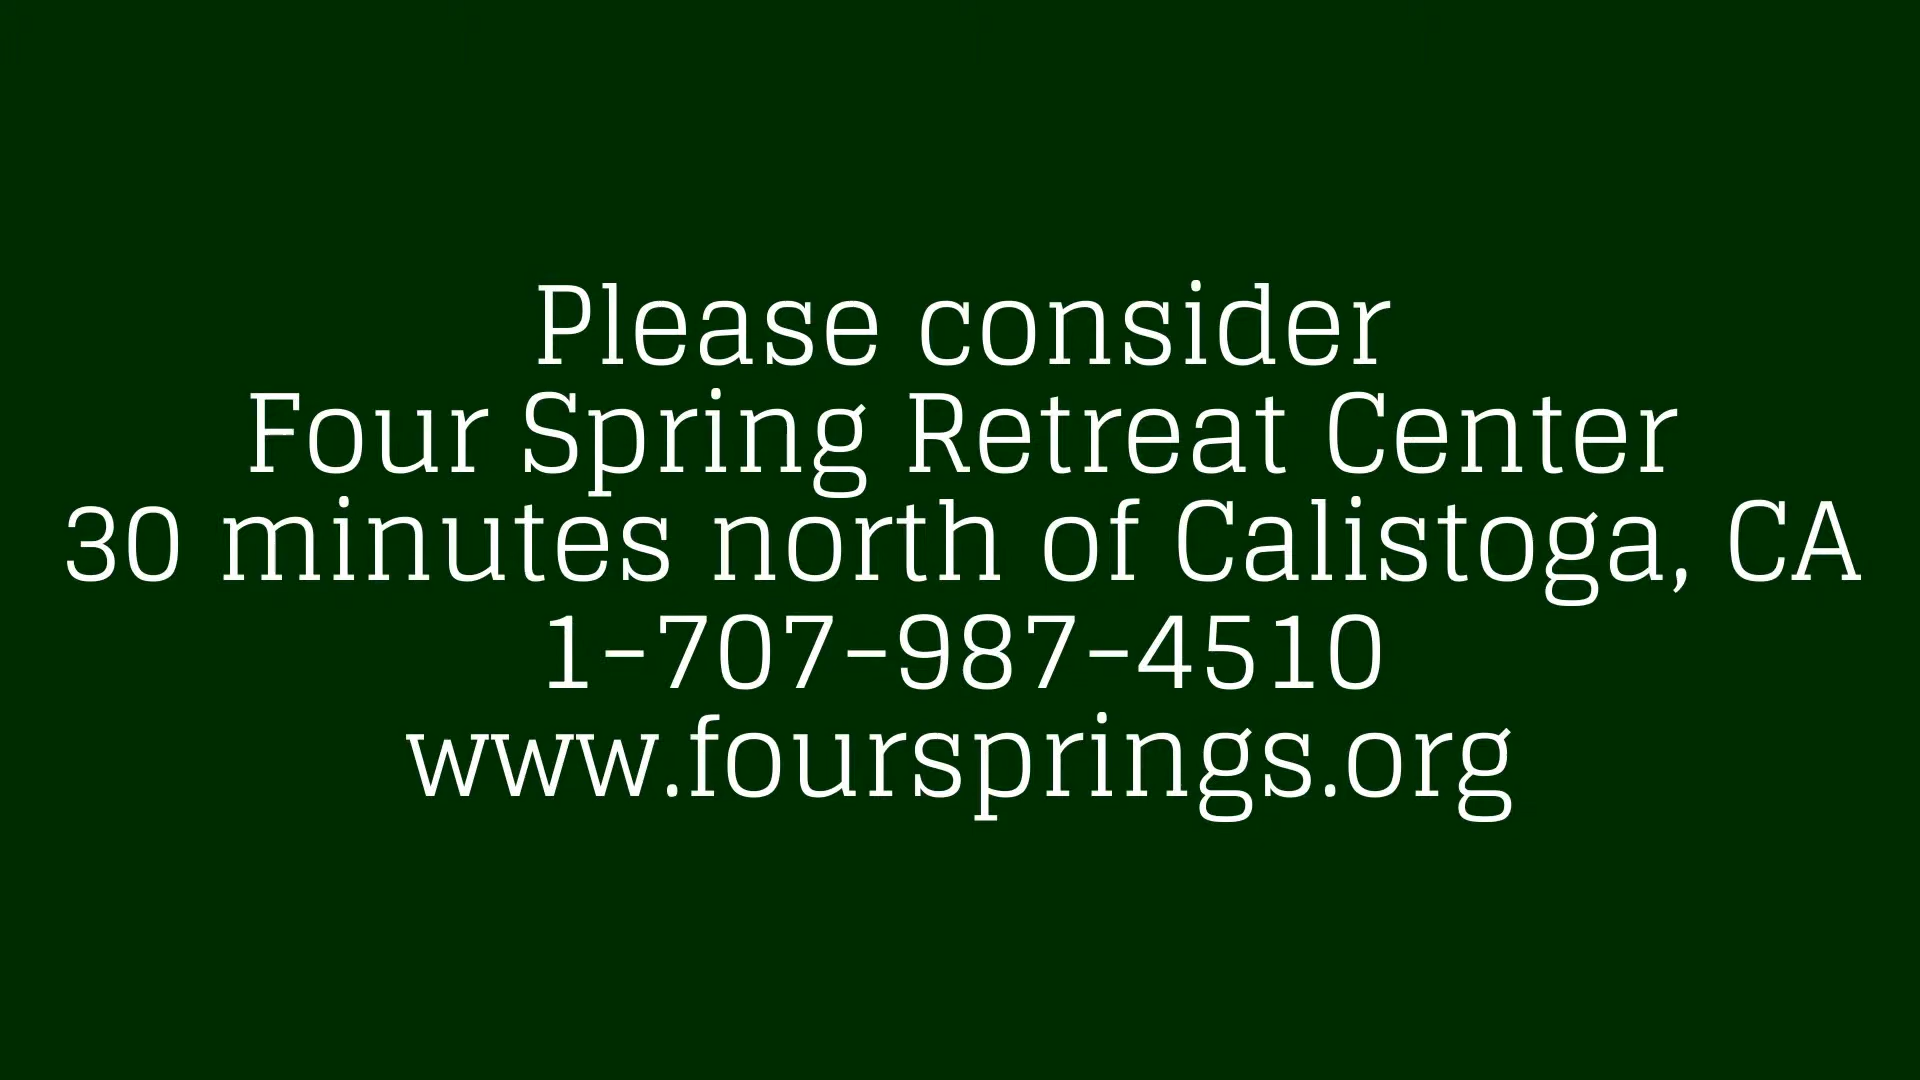 Please consider
Four Spring Retreat Center
30 minutes north of Calistoga, CA
1-707-987-4510
www.foursprings.org